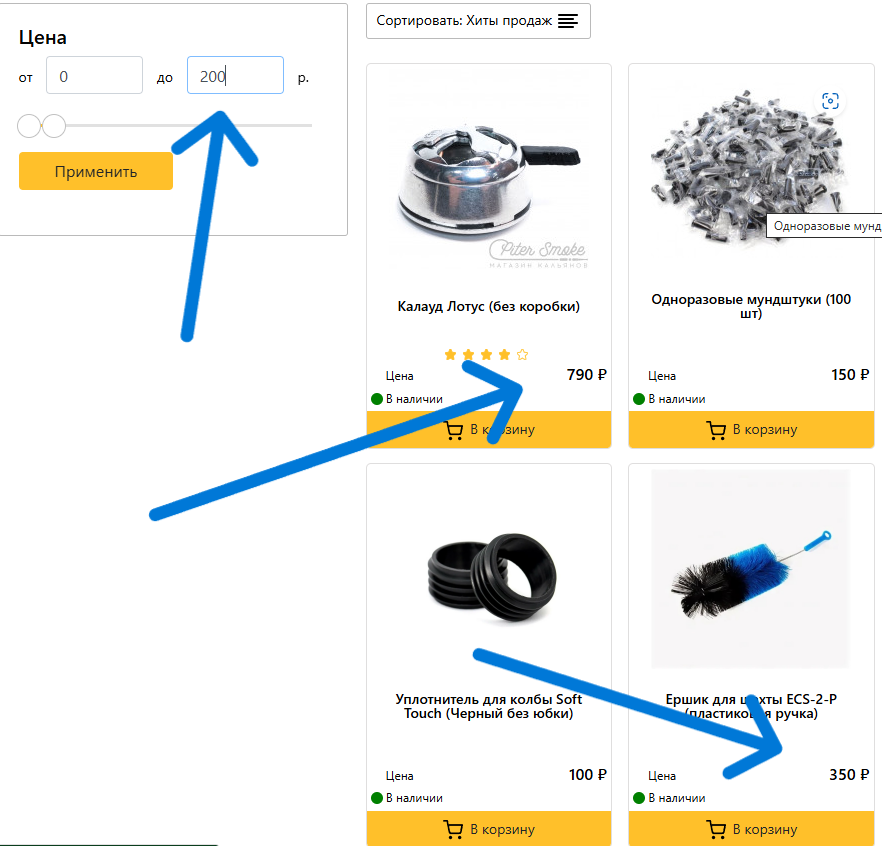 Цена
от 0 до 200 р.
Применить
Сортировать: Хиты продаж
Piter Smoke
МАГАЗИН КАЛЬЯНОВ
Калауд Лотус (без коробки)
Цена 790 ₽
В наличии
В корзину
Одноразовые мунд
Одноразовые мундштуки (100
шт)
Цена 150 ₽
В наличии
В корзину
Уплотнитель для колбы Soft
Touch (Черный без юбки)
Цена 100 ₽
В наличии
В корзину
Ершик для шахты ECS-2-P
(пластиковая ручка)
Цена 350 ₽
В наличии
В корзину